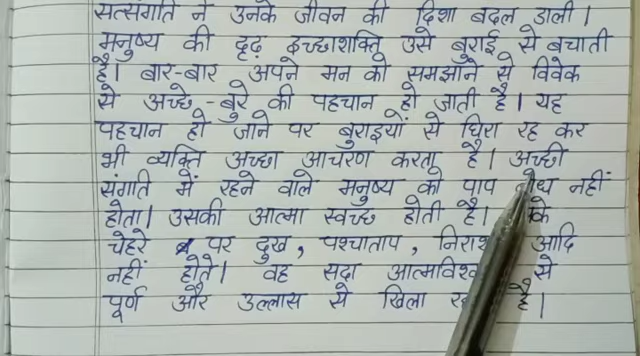 सत्संगति ने उनके जीवन की दिशा बदल डाली।
मनुष्य की दृढ़ इच्छाशक्ति उसे बुराई से बचाती
है। बार-बार अपने मन को समझाने से विवेक
से अच्छे-बुरे की पहचान हो जाती है। यह
पहचान हो जाने पर बुराइयों से घिरा रह कर
भी व्यक्ति अच्छा आचरण करता है। अच्छी
संगति में रहने वाले मनुष्य को पाप नहीं
होता। उसकी आत्मा स्वच्छ होती है।
चेहरे पर दुख, पश्चाताप, आदि
नहीं होते। वह सदा से
पूर्ण और उल्लास से खिला है।